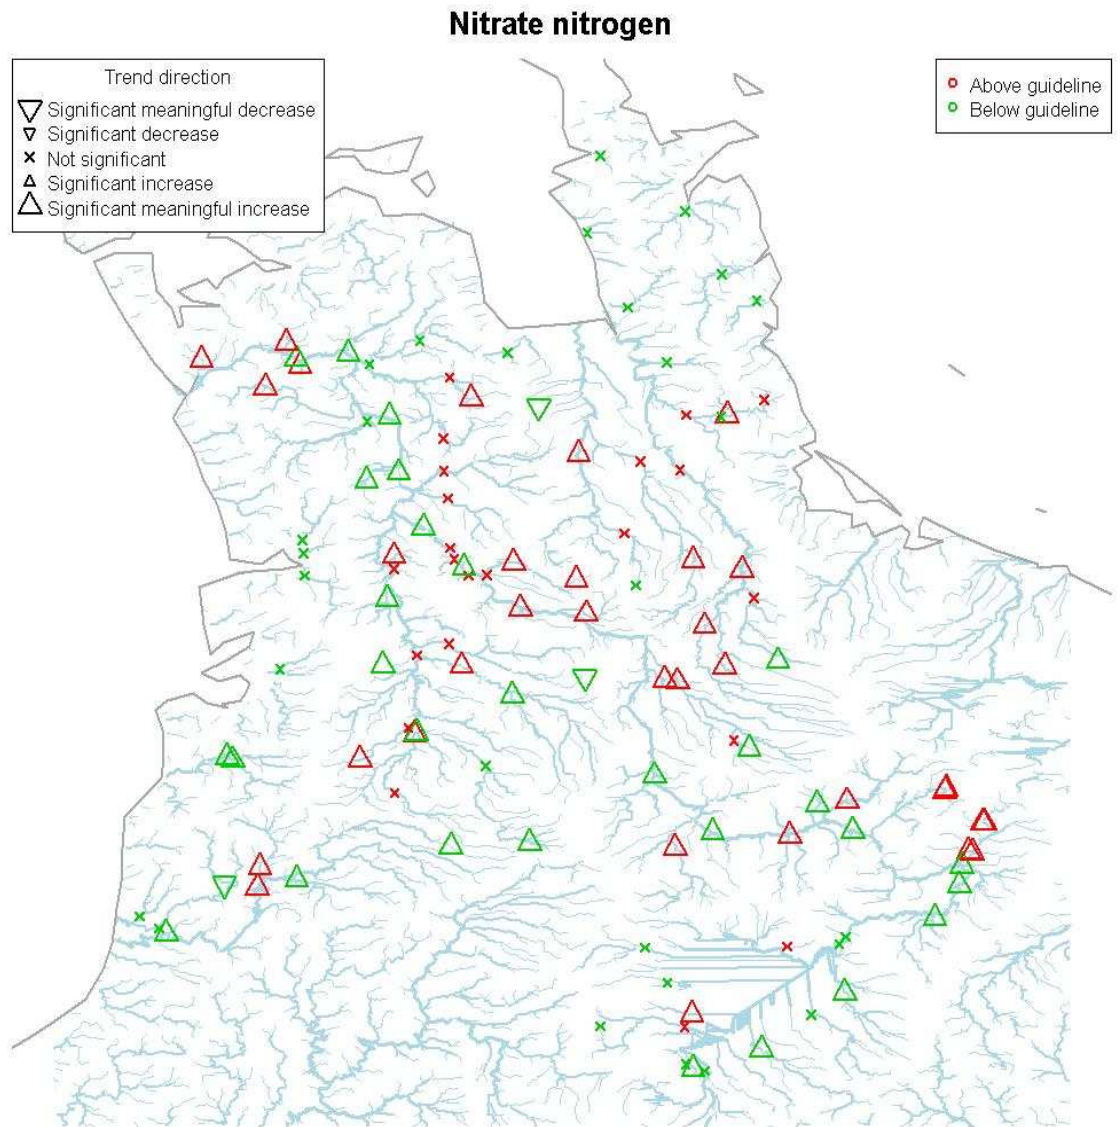 Nitrate nitrogen
Trend direction
Significant meaningful decrease
Significant decrease
Not significant
Significant increase
Significant meaningful increase
Above guideline
Below guideline